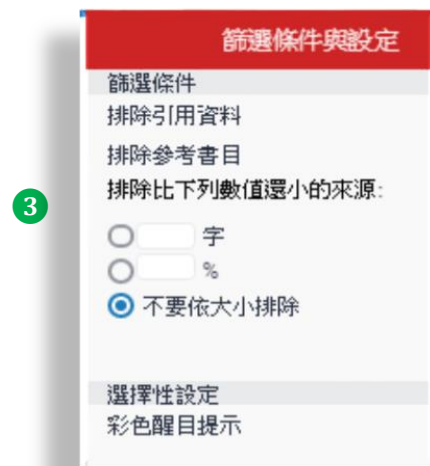 篩選條件與設定
篩選條件
排除引用資料
排除參考書目
3
排除比下列數值還小的來源:
字
%
不要依大小排除
選擇性設定
彩色醒目提示